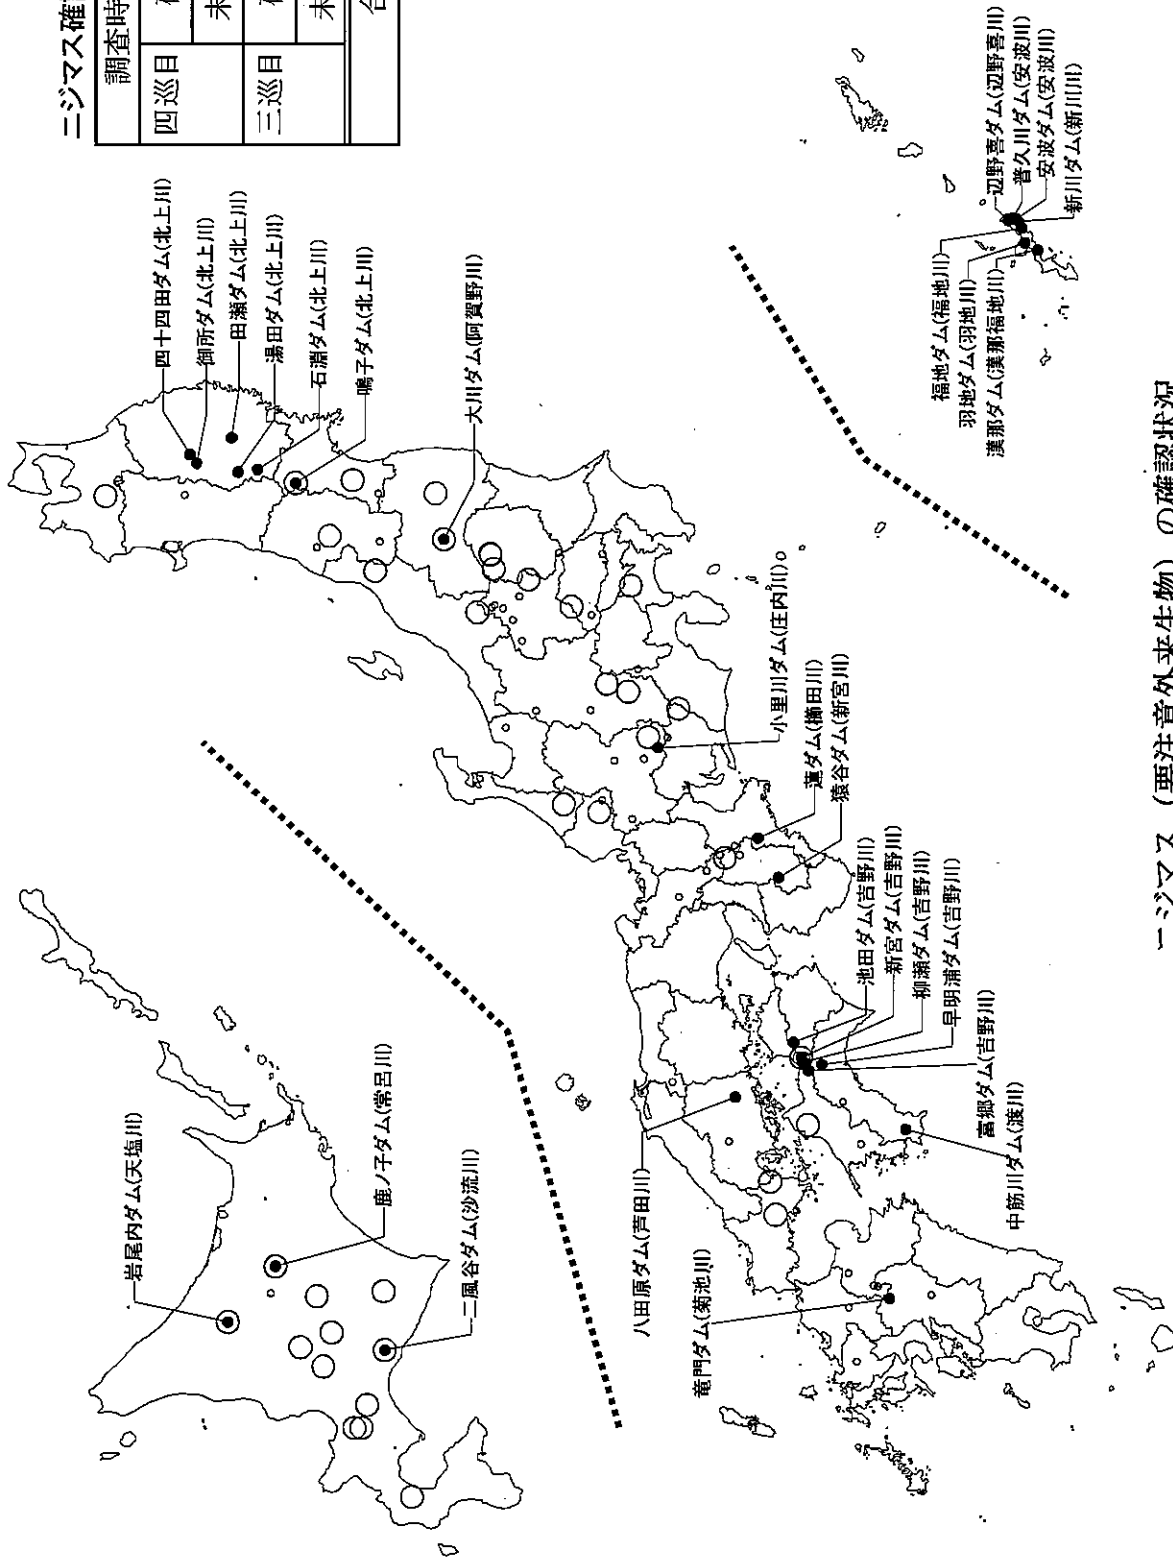 ニジマス確
調査時
四巡目
未
三巡目
未
合
四十四田ダム(北上川)
御所ダム(北上川)
田瀬ダム(北上川)
湯田ダム(北上川)
石淵ダム(北上川)
鳴子ダム(北上川)
大川ダム(阿賀野川)
岩尾内ダム(天塩川)
鹿ノ子ダム(常呂川)
二風谷ダム(沙流川)
小里川ダム(庄内川)
蓮ダム(櫛田川)
猿谷ダム(新宮川)
池田ダム(吉野川)
新宮ダム(吉野川)
柳瀬ダム(吉野川)
早明浦ダム(吉野川)
富郷ダム(吉野川)
中筋川ダム(渡川)
八田原ダム(芦田川)
竜門ダム(菊池川)
辺野喜ダム(辺野喜川)
普久川ダム(安波川)
安波ダム(安波川)
新川ダム(新川川)
福地ダム(福地川)
羽地ダム(羽地川)
漢那ダム(漢那福地川)
ニジマス（要注意外来生物）の確認状況